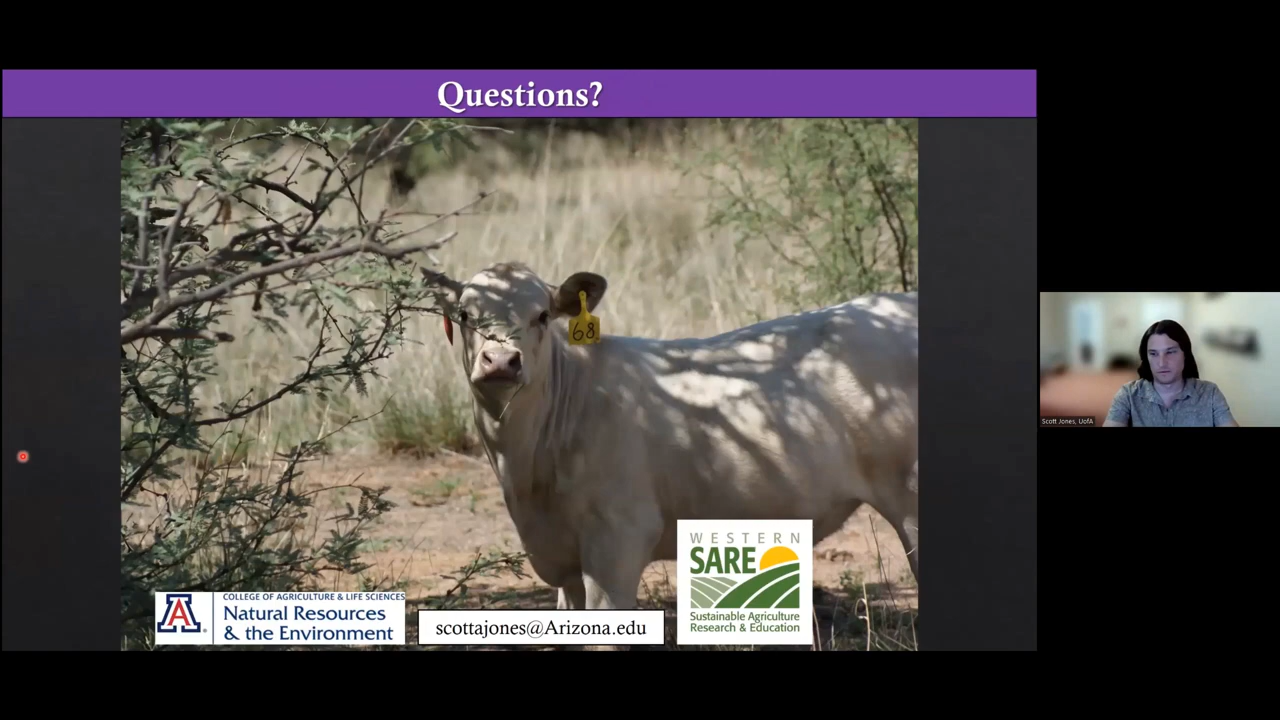 Questions?
68
WESTERN
SARE
Sustainable Agriculture
Research & Education
A
COLLEGE OF AGRICULTURE & LIFE SCIENCES
Natural Resources
& the Environment
scottajones@Arizona.edu
Scott Jones, UofA